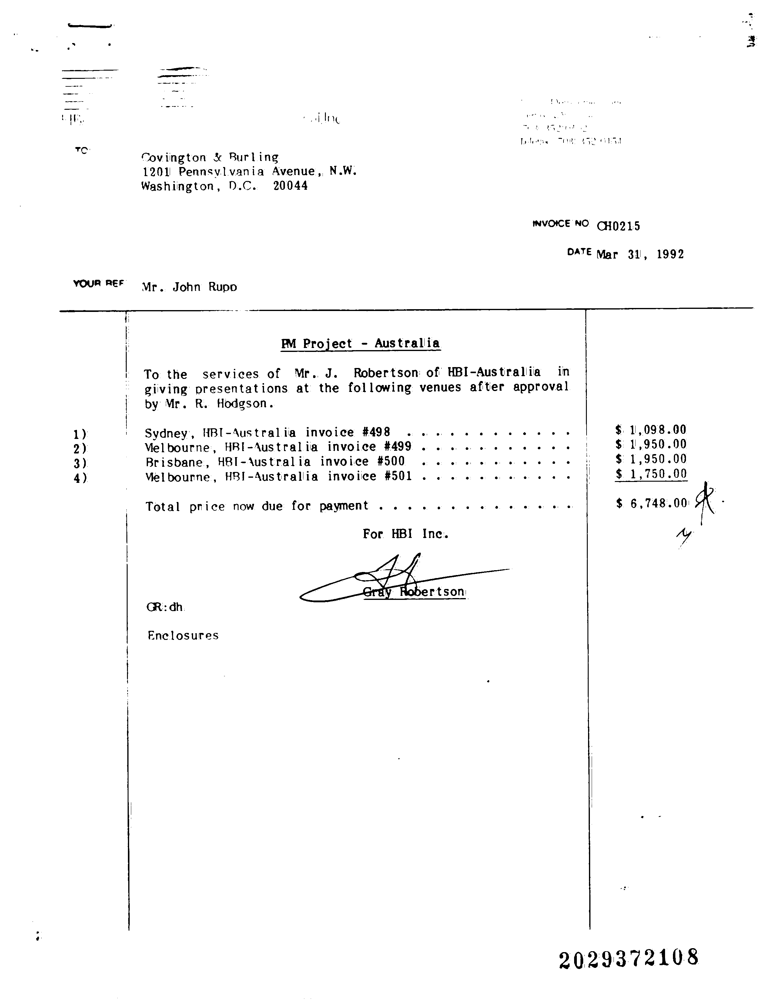 TO
Covington & Burling
1201 Pennsylvania Avenue, N.W.
Washington, D.C. 20044
INVOICE NO CH0215
DATE Mar 31, 1992
YOUR REF Mr. John Rupo
PM Project - Australia
To the services of Mr. J. Robertson of HBI-Australia in
giving presentations at the following venues after approval
by Mr. R. Hodgson.
1) Sydney, HBI-Australia invoice #498 . . . . . . . . . . . . $ 1,098.00
2) Melbourne, HBI-Australia invoice #499 . . . . . . . . . . . $ 1,950.00
3) Brisbane, HBI-Australia invoice #500 . . . . . . . . . . . $ 1,950.00
4) Melbourne, HBI-Australia invoice #501 . . . . . . . . . . . $ 1,750.00
Total price now due for payment . . . . . . . . . . . . . . $ 6,748.00
For HBI Inc.
Gray Robertson
GR:dh
Enclosures
2029372108